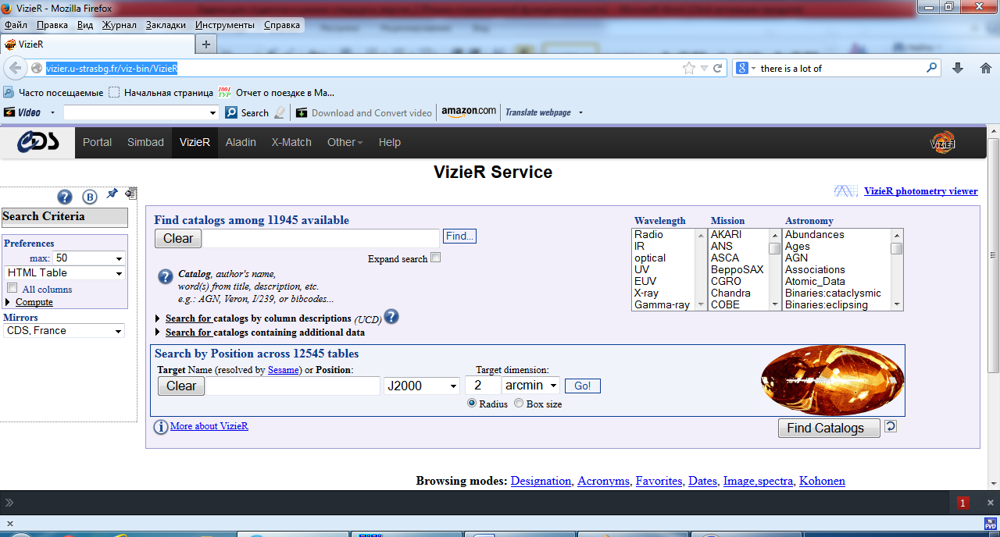 VizieR - Mozilla Firefox
Файл Правка Вид Журнал Закладки Инструменты Справка
VizieR
vizier.u-strasbg.fr/viz-bin/VizieR
8 there is a lot of
Часто посещаемые Начальная страница 1001 ТУР Отчет о поездке в Ма...
Video Search Download and Convert video amazon.com Translate webpage
CDS Portal Simbad VizieR Aladin X-Match Other Help VizieR
VizieR Service
VizieR photometry viewer
? B
Search Criteria
Preferences
max: 50
HTML Table
All columns
Compute
Mirrors
CDS, France
Find catalogs among 11945 available
Clear Find...
Expand search
? Catalog, author's name,
word(s) from title, description, etc.
e.g.: AGN, Veron, I/239, or bibcodes...
Search for catalogs by column descriptions (UCD) ?
Search for catalogs containing additional data
Wavelength Mission Astronomy
Radio AKARI Abundances
IR ANS Ages
optical ASCA AGN
UV BeppoSAX Associations
EUV CGRO Atomic_Data
X-ray Chandra Binaries:cataclysmic
Gamma-ray COBE Binaries:eclipsing
Search by Position across 12545 tables
Target Name (resolved by Sesame) or Position: Target dimension:
Clear J2000 2 arcmin Go!
Radius Box size
i More about VizieR
Find Catalogs
Browsing modes: Designation, Acronyms, Favorites, Dates, Image,spectra, Kohonen
1
FVD